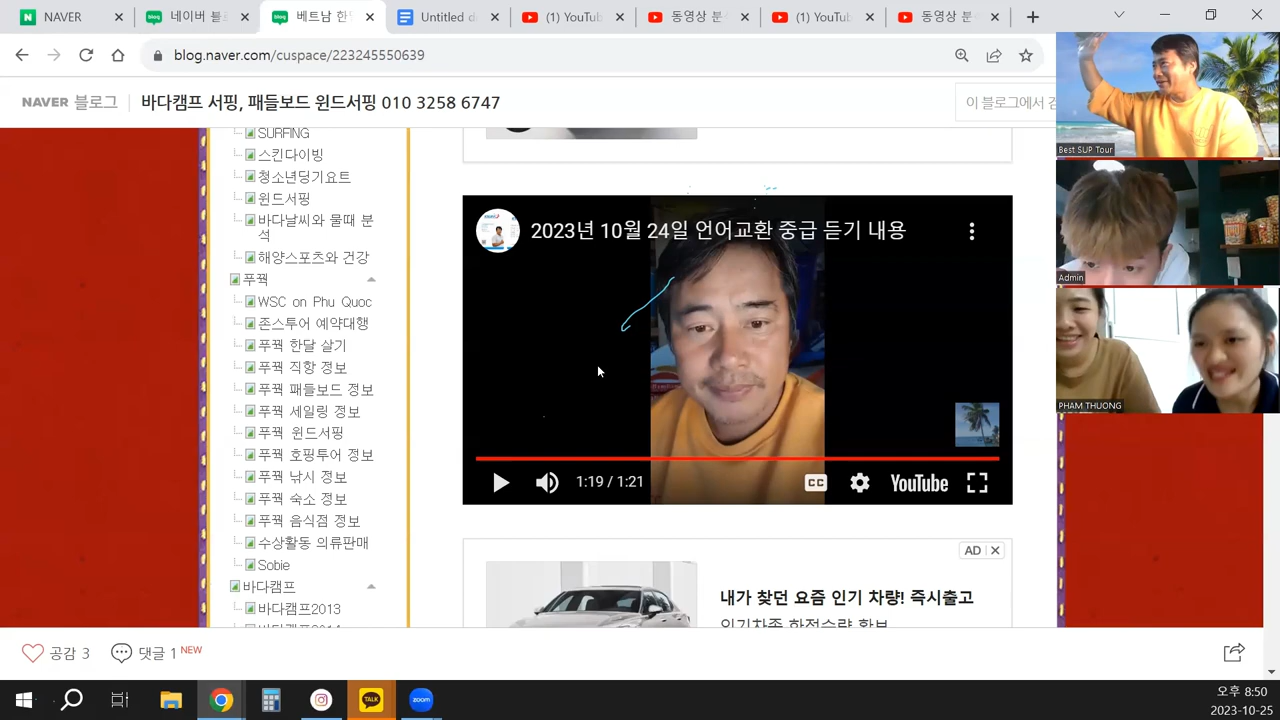 NAVER
네이버 블
베트남 한
Untitled d
(1) YouTu
동영상 분
(1) YouTu
동영상 분
blog.naver.com/cuspace/223245550639
NAVER 블로그
바다캠프 서핑, 패들보드 윈드서핑 010 3258 6747
이 블로그에서 검
Best SUP Tour
Admin
PHAM THUONG
SURFING
스킨다이빙
청소년딩기요트
윈드서핑
바다날씨와 물때 분
석
해양스포츠와 건강
푸꿕
WSC on Phu Quoc
존스투어 예약대행
푸꿕 한달 살기
푸꿕 직항 정보
푸꿕 패들보드 정보
푸꿕 세일링 정보
푸꿕 윈드서핑
푸꿕 호핑투어 정보
푸꿕 낚시 정보
푸꿕 숙소 정보
푸꿕 음식점 정보
수상활동 의류판매
Sobie
바다캠프
바다캠프2013
2023년 10월 24일 언어교환 중급 듣기 내용
1:19 / 1:21
CC
YouTube
AD
내가 찾던 요즘 인기 차량! 즉시출고
공감 3
댓글 1 NEW
TALK
zoom
오후 8:50
2023-10-25